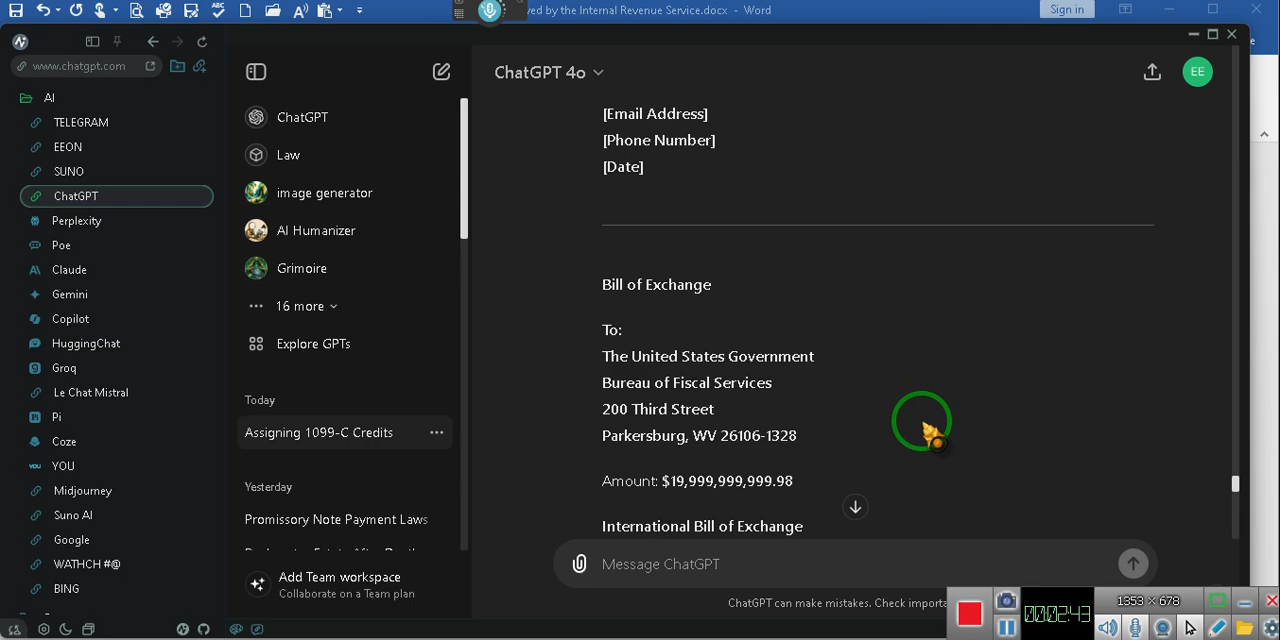 ved by the Internal Revenue Service.docx - Word
Sign in
www.chatgpt.com
AI
TELEGRAM
EEON
SUNO
ChatGPT
Perplexity
Poe
Claude
Gemini
Copilot
HuggingChat
Groq
Le Chat Mistral
Pi
Coze
YOU
Midjourney
Suno AI
Google
WATHCH #@
BING
ChatGPT
Law
image generator
AI Humanizer
Grimoire
16 more
Explore GPTs
Today
Assigning 1099-C Credits
Yesterday
Promissory Note Payment Laws
Add Team workspace
Collaborate on a Team plan
ChatGPT 4o
EE
[Email Address]
[Phone Number]
[Date]
Bill of Exchange
To:
The United States Government
Bureau of Fiscal Services
200 Third Street
Parkersburg, WV 26106-1328
Amount: $19,999,999,999.98
International Bill of Exchange
Message ChatGPT
ChatGPT can make mistakes. Check importa
1353 × 678
00:02:43